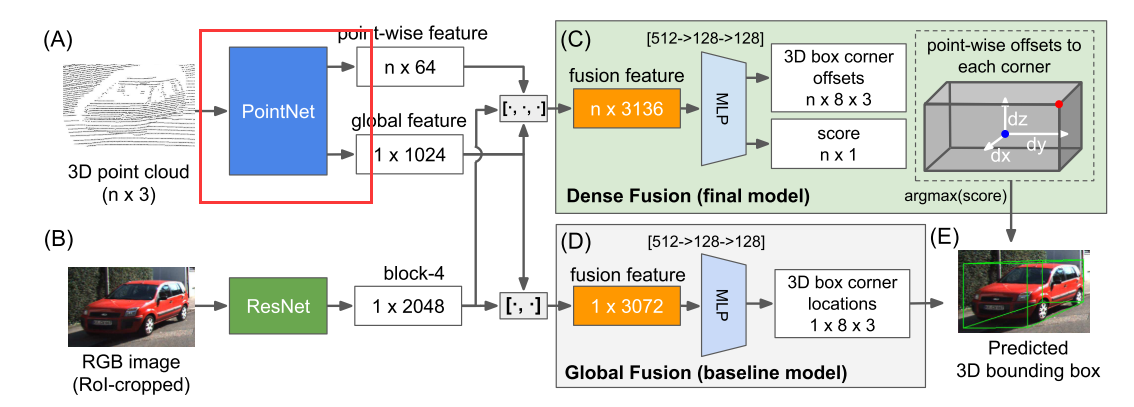 (A)
point-wise feature
n x 64
PointNet
global feature
1 x 1024
3D point cloud
(n x 3)
[·, ·, ·]
(B)
RGB image
(RoI-cropped)
ResNet
block-4
1 x 2048
[·, ·]
(C)
[512->128->128]
fusion feature
n x 3136
MLP
3D box corner
offsets
n x 8 x 3
score
n x 1
point-wise offsets to
each corner
dz
dy
dx
Dense Fusion (final model)
argmax(score)
(D)
[512->128->128]
fusion feature
1 x 3072
MLP
3D box corner
locations
1 x 8 x 3
Global Fusion (baseline model)
(E)
Predicted
3D bounding box